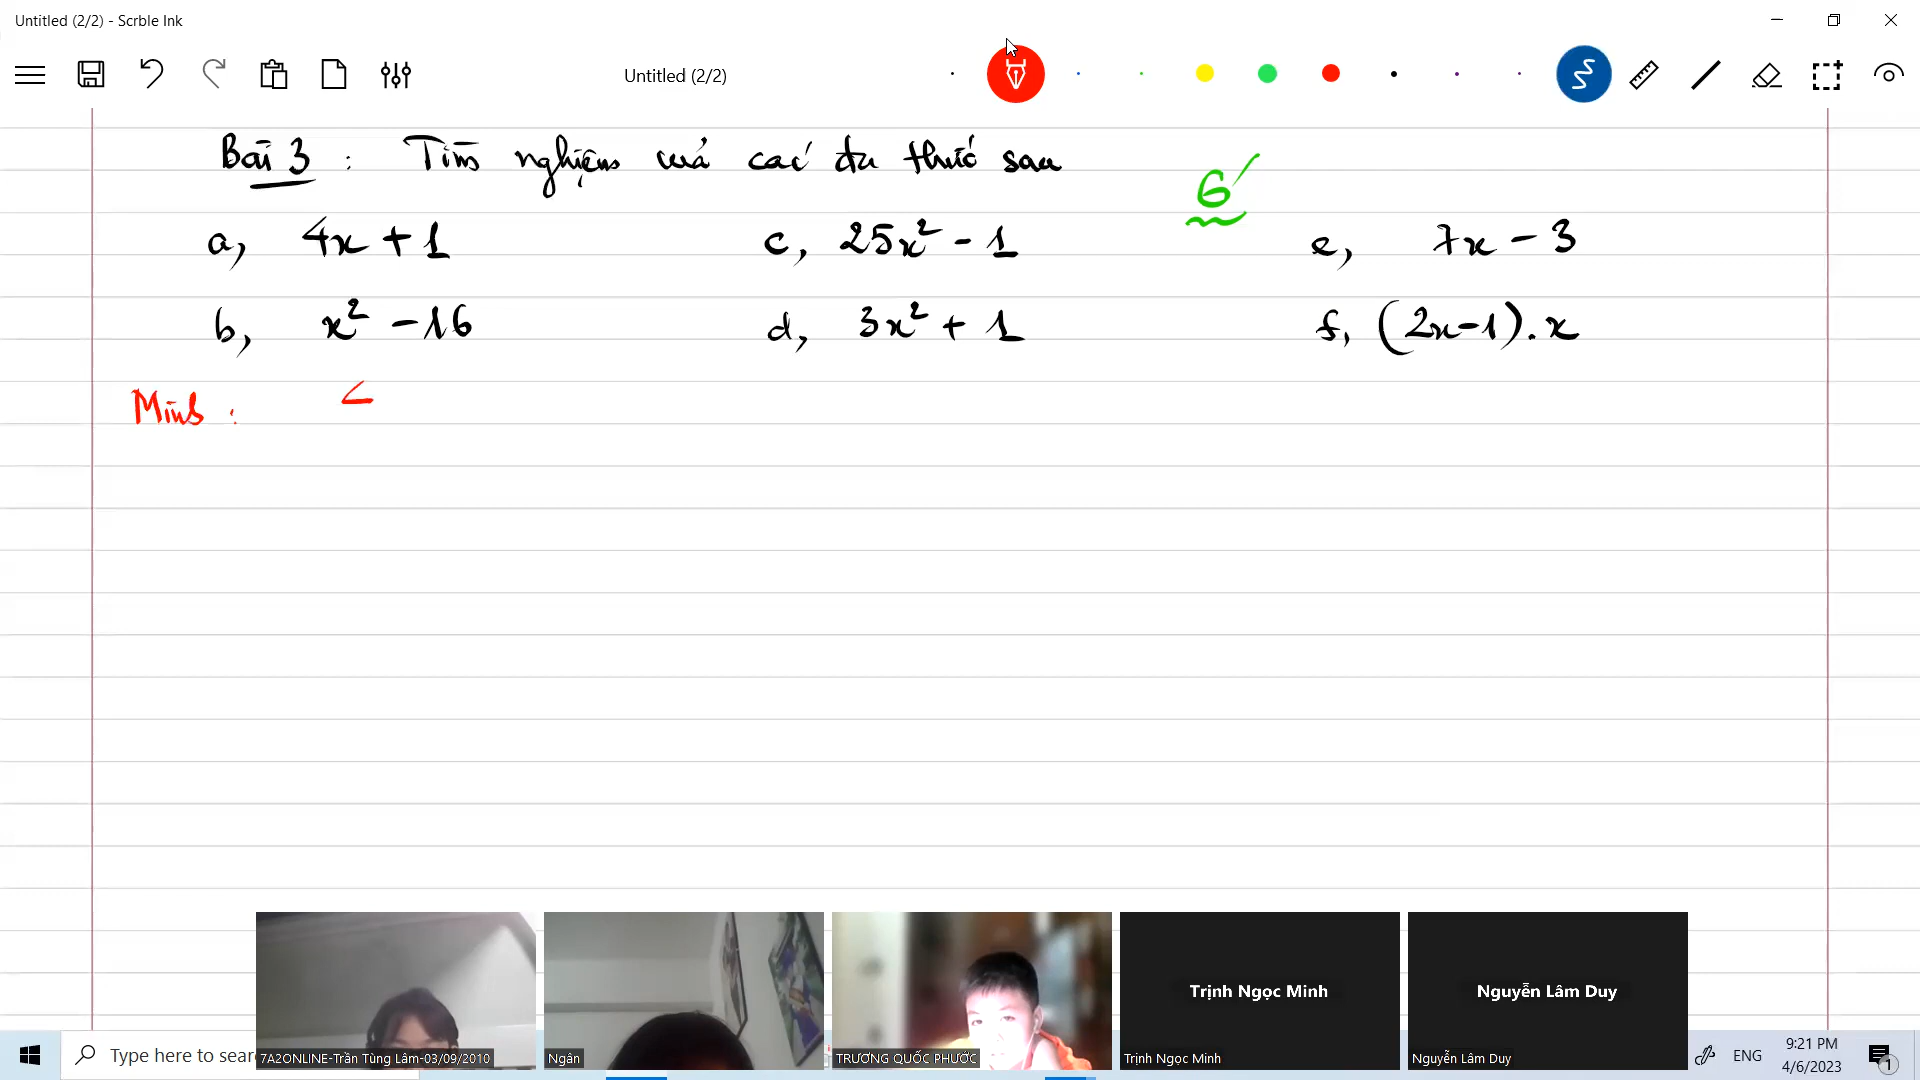 Untitled (2/2) - Scrble Ink
Untitled (2/2)
Bài 3 : Tìm nghiệm của các đa thức sau
6'
a, 4x + 1
c, 25x² - 1
e, 7x - 3
b, x² - 16
d, 3x² + 1
f, (2x-1).x
Minh :
Trịnh Ngọc Minh
Nguyễn Lâm Duy
7A2ONLINE-Trần Tùng Lâm-03/09/2010
Ngân
TRƯƠNG QUỐC PHƯỚC
Trịnh Ngọc Minh
Nguyễn Lâm Duy
Type here to sear
ENG
9:21 PM
4/6/2023
1